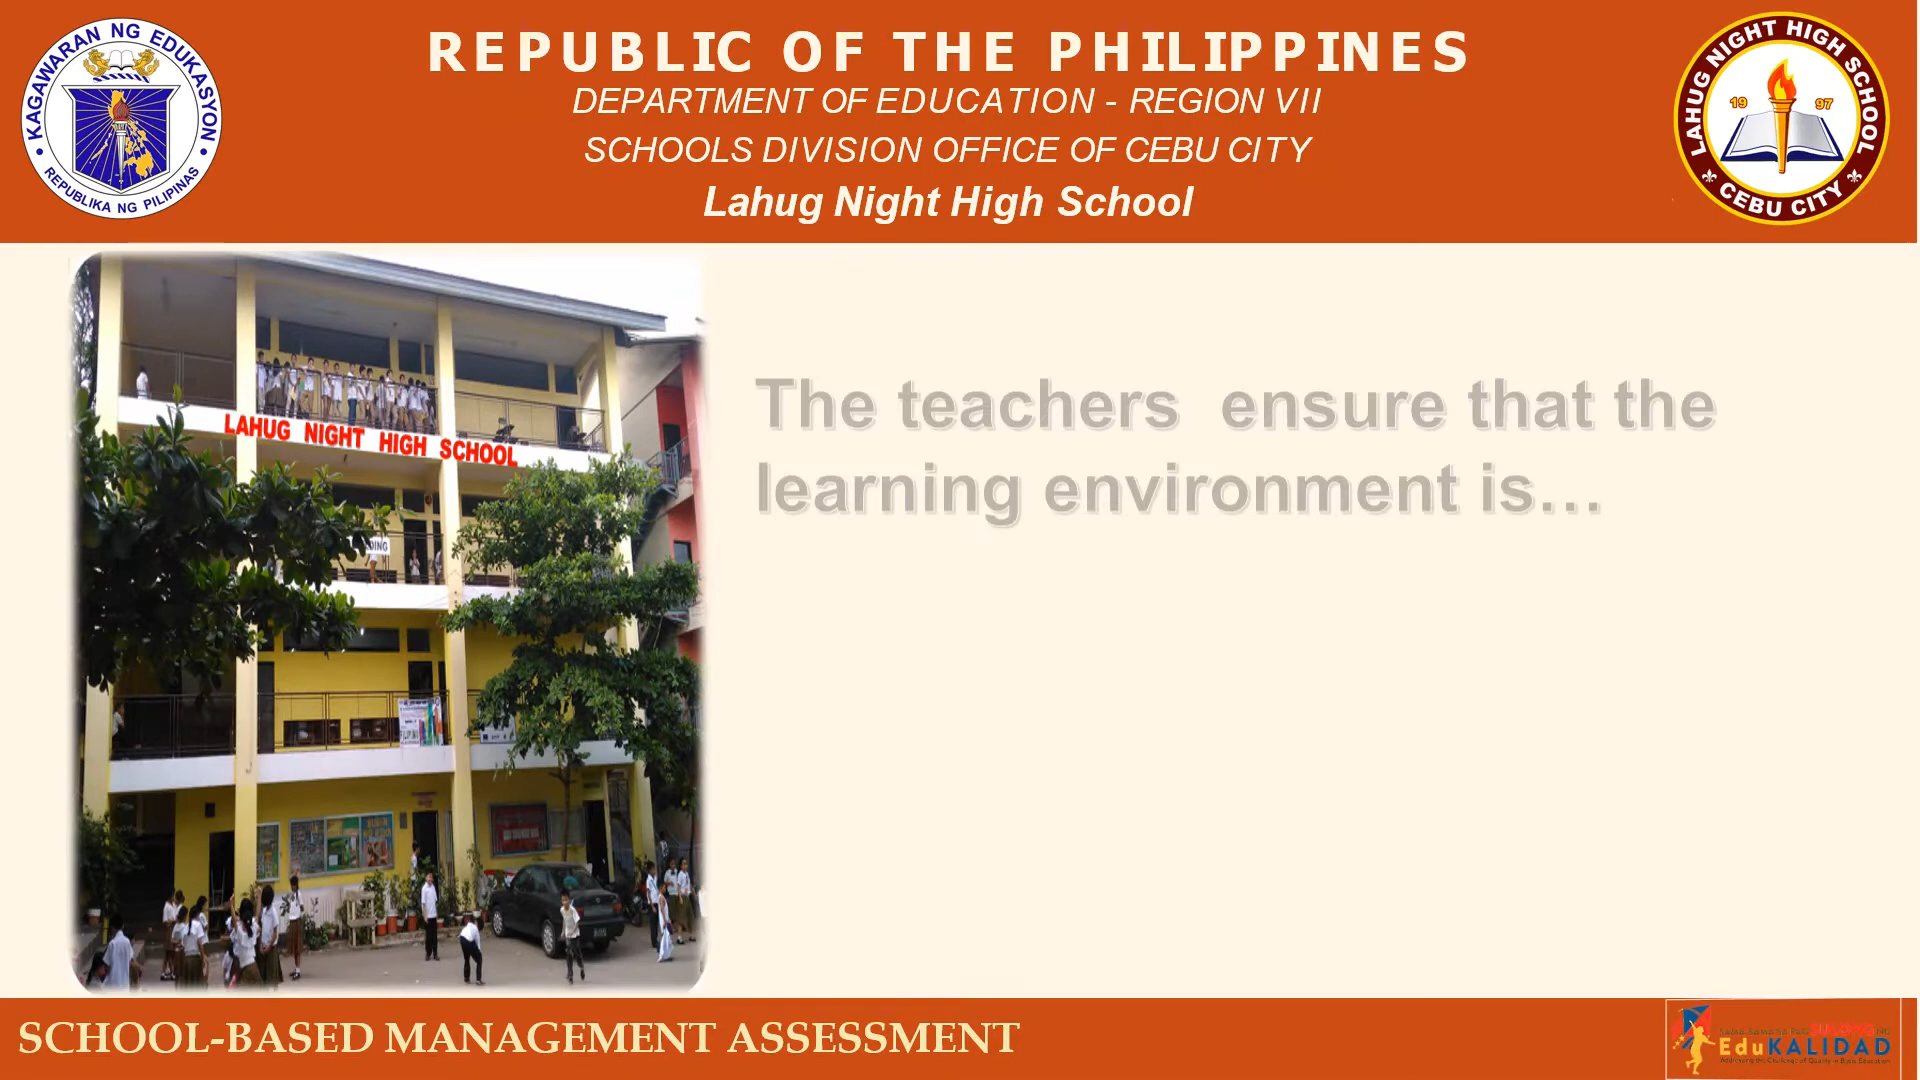 KAGAWARAN NG EDUKASYON
REPUBLIKA NG PILIPINAS
REPUBLIC OF THE PHILIPPINES
DEPARTMENT OF EDUCATION - REGION VII
SCHOOLS DIVISION OFFICE OF CEBU CITY
Lahug Night High School
LAHUG NIGHT HIGH SCHOOL
19 97
CEBU CITY
LAHUG NIGHT HIGH SCHOOL
DING
The teachers ensure that the
learning environment is…
SCHOOL-BASED MANAGEMENT ASSESSMENT
EduKALIDAD